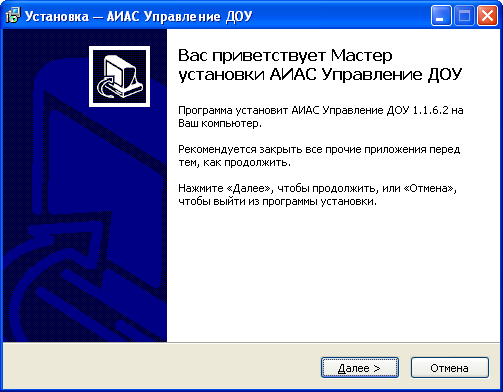 Установка — АИАС Управление ДОУ
Вас приветствует Мастер
установки АИАС Управление ДОУ
Программа установит АИАС Управление ДОУ 1.1.6.2 на
Ваш компьютер.
Рекомендуется закрыть все прочие приложения перед
тем, как продолжить.
Нажмите «Далее», чтобы продолжить, или «Отмена»,
чтобы выйти из программы установки.
Далее >
Отмена